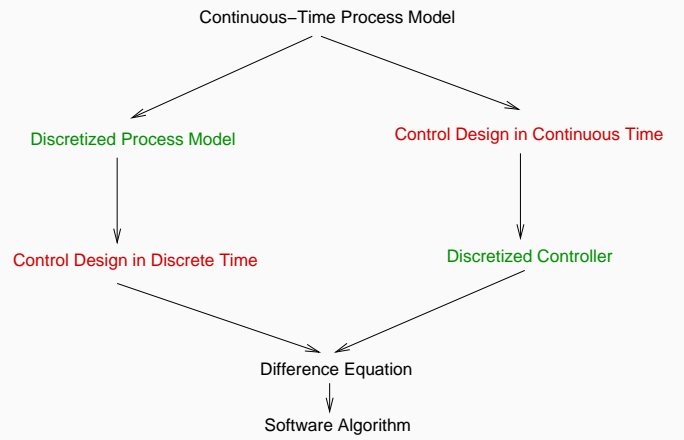 Continuous−Time Process Model
Discretized Process Model
Control Design in Continuous Time
Control Design in Discrete Time
Discretized Controller
Difference Equation
Software Algorithm